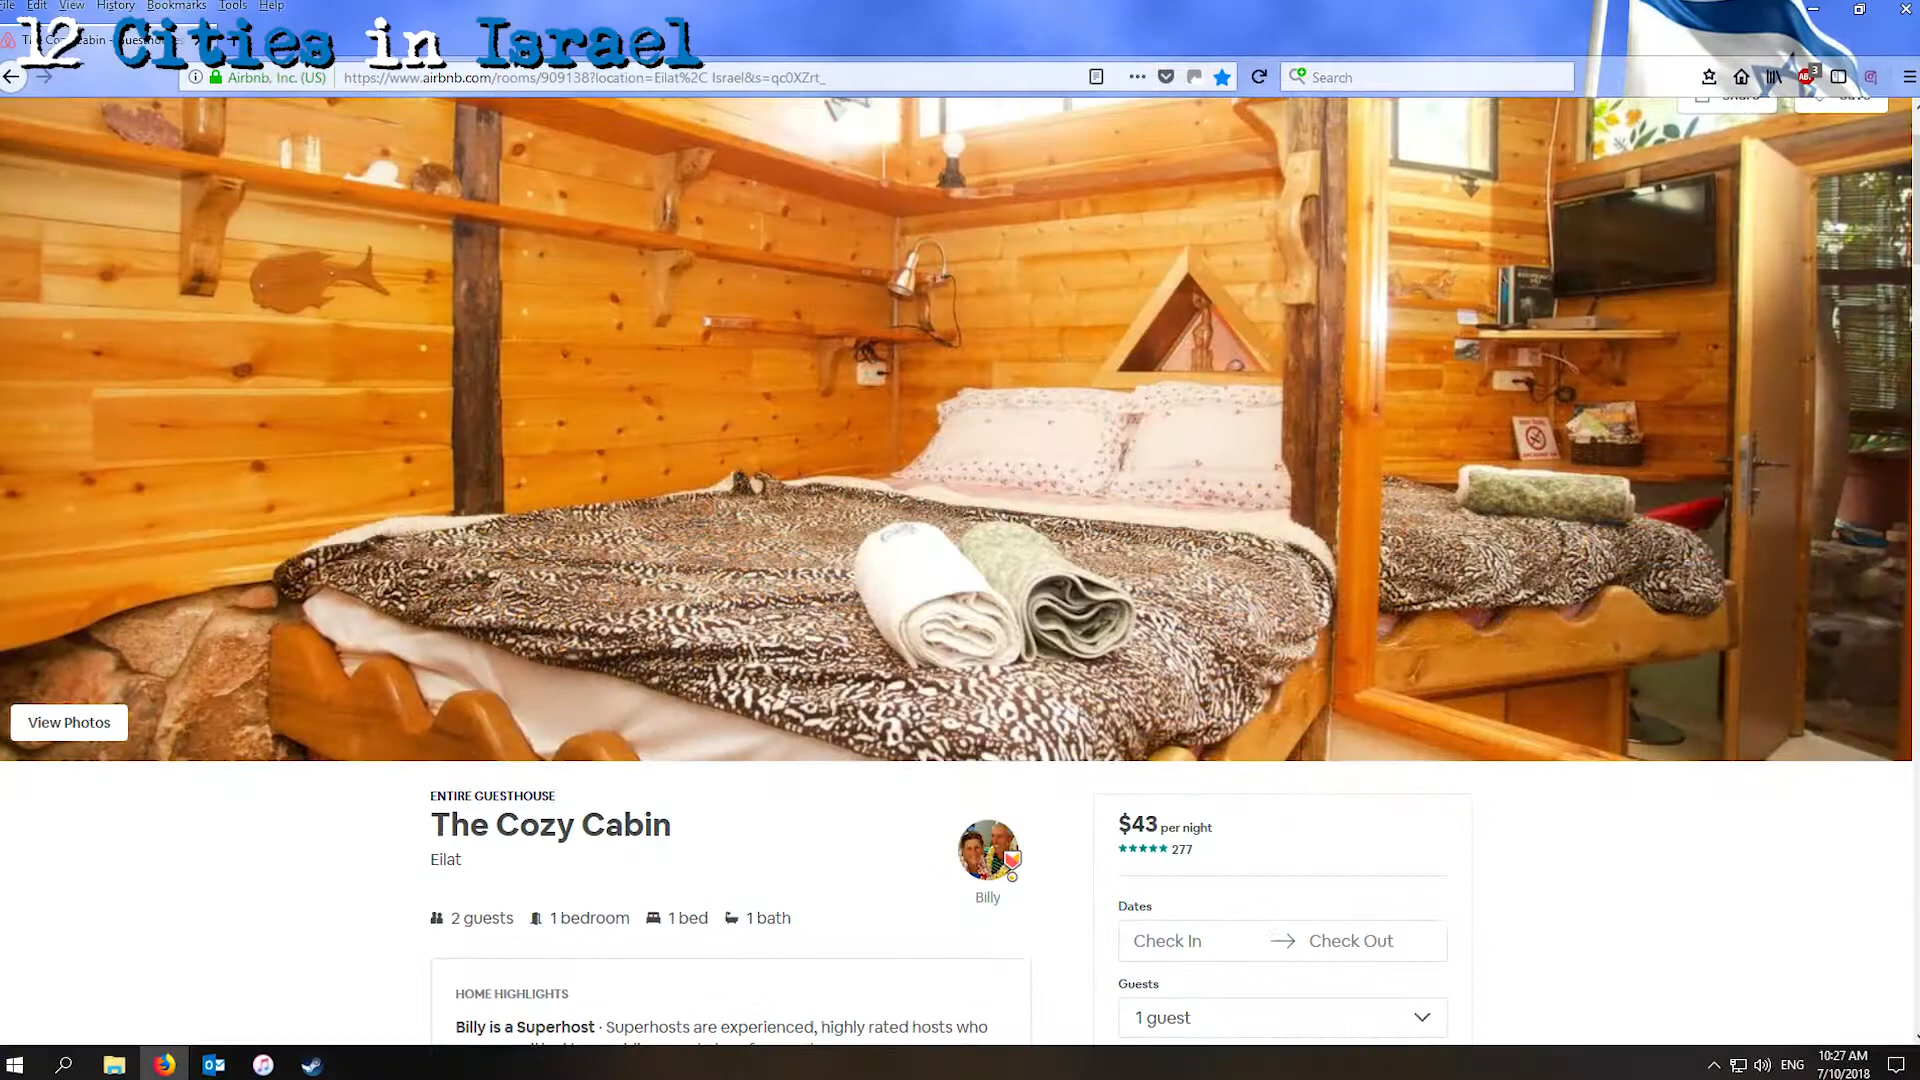 File Edit View History Bookmarks Tools Help
12 Cities in Israel
Airbnb, Inc. (US) https://www.airbnb.com/rooms/909138?location=Eilat%2C Israel&s=qc0XZrt_
Search
3
Share Save
View Photos
ENTIRE GUESTHOUSE
The Cozy Cabin
Eilat
Billy
2 guests 1 bedroom 1 bed 1 bath
HOME HIGHLIGHTS
Billy is a Superhost · Superhosts are experienced, highly rated hosts who
$43 per night
277
Dates
Check In Check Out
Guests
1 guest
ENG
10:27 AM
7/10/2018